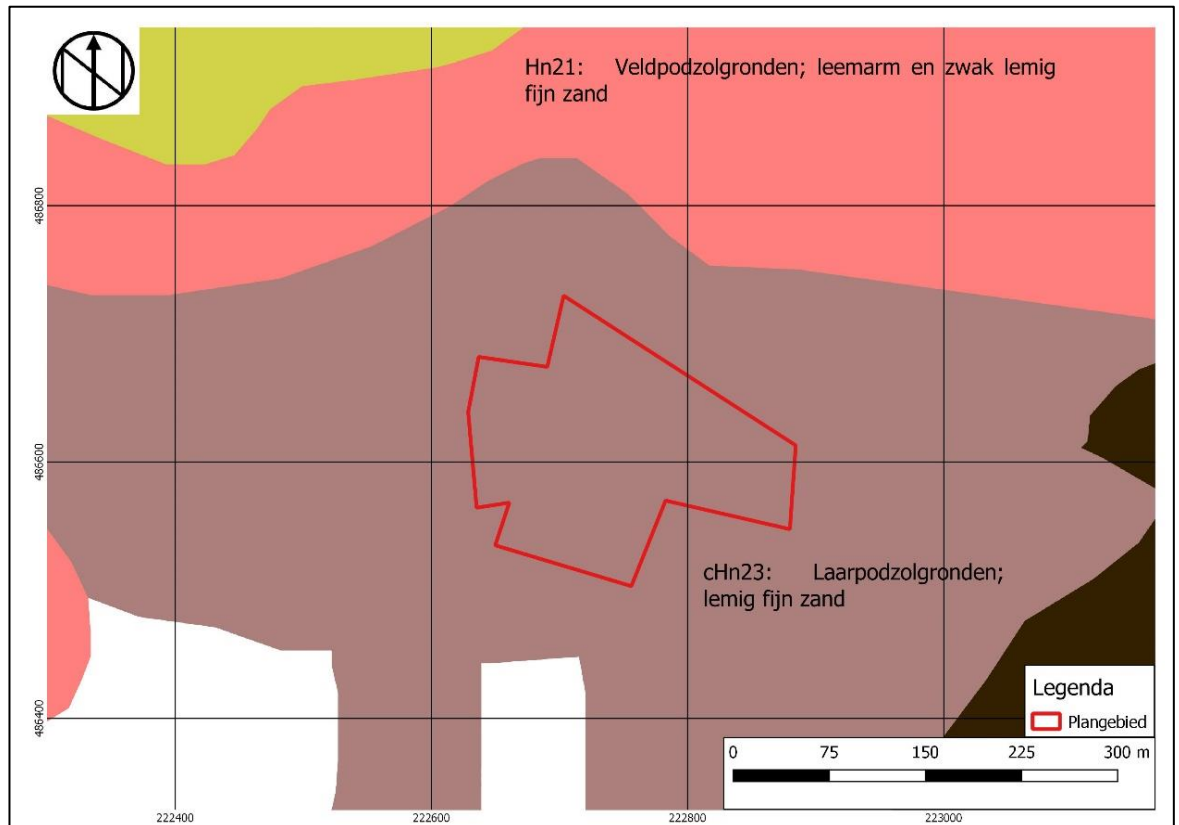 Hn21: Veldpodzolgronden; leemarm en zwak lemig
fijn zand
486800
486600
cHn23: Laarpodzolgronden;
lemig fijn zand
486400
Legenda
Plangebied
0 75 150 225 300 m
222400 222600 222800 223000